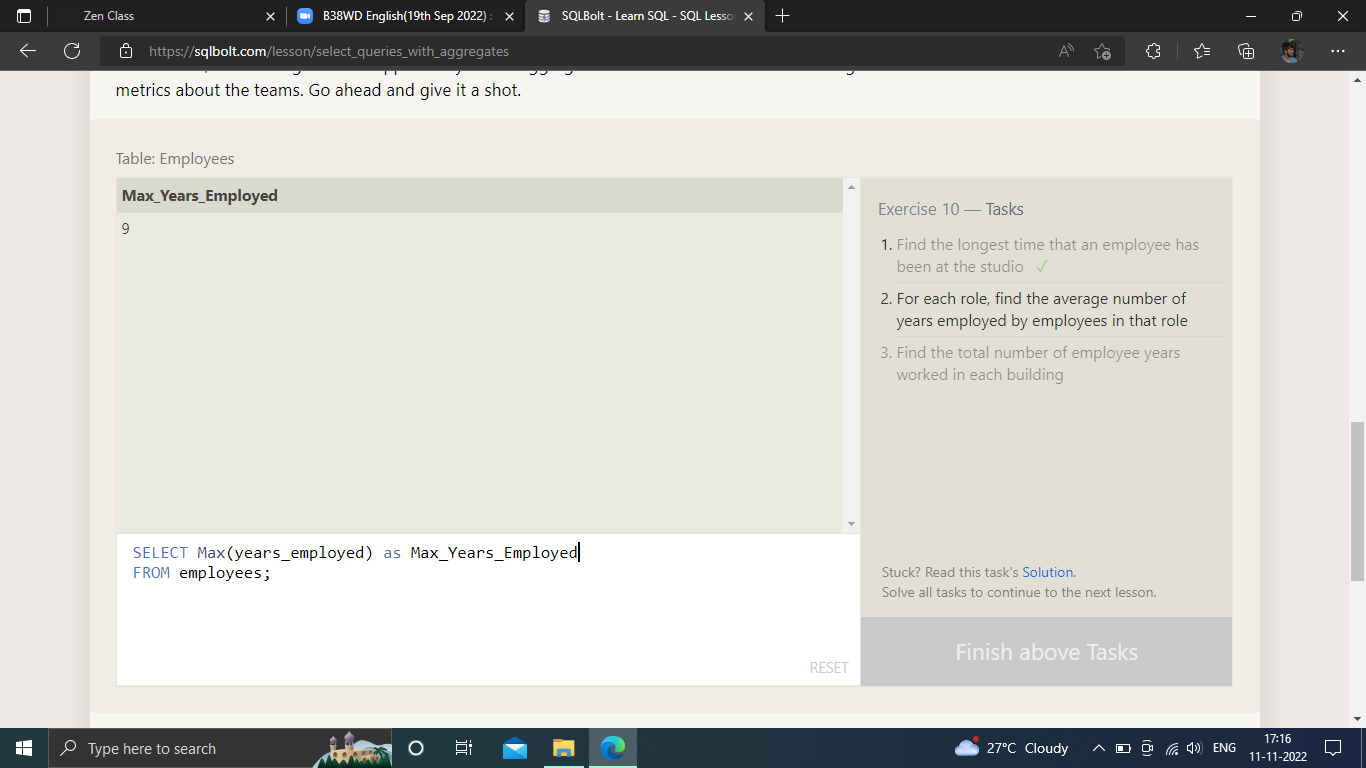 Zen Class
B38WD English(19th Sep 2022) :
SQLBolt - Learn SQL - SQL Lesso
https://sqlbolt.com/lesson/select_queries_with_aggregates
metrics about the teams. Go ahead and give it a shot.
Table: Employees
Max_Years_Employed
9
Exercise 10 — Tasks
1. Find the longest time that an employee has
been at the studio ✓
2. For each role, find the average number of
years employed by employees in that role
3. Find the total number of employee years
worked in each building
SELECT Max(years_employed) as Max_Years_Employed
FROM employees;
RESET
Stuck? Read this task's Solution.
Solve all tasks to continue to the next lesson.
Finish above Tasks
Type here to search
27°C Cloudy
ENG
17:16
11-11-2022